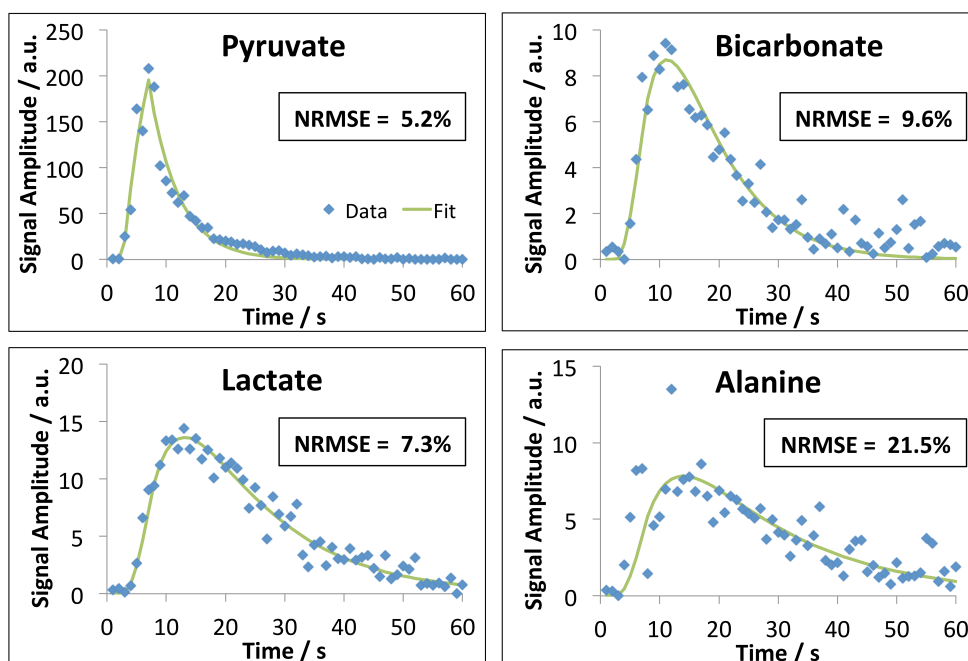 Pyruvate
Signal Amplitude / a.u.
250
200
150
100
50
0
NRMSE = 5.2%
Data
Fit
0 10 20 30 40 50 60
Time / s
Bicarbonate
Signal Amplitude / a.u.
10
8
6
4
2
0
NRMSE = 9.6%
0 10 20 30 40 50 60
Time / s
Lactate
Signal Amplitude / a.u.
20
15
10
5
0
NRMSE = 7.3%
0 10 20 30 40 50 60
Time / s
Alanine
Signal Amplitude / a.u.
15
10
5
0
NRMSE = 21.5%
0 10 20 30 40 50 60
Time / s